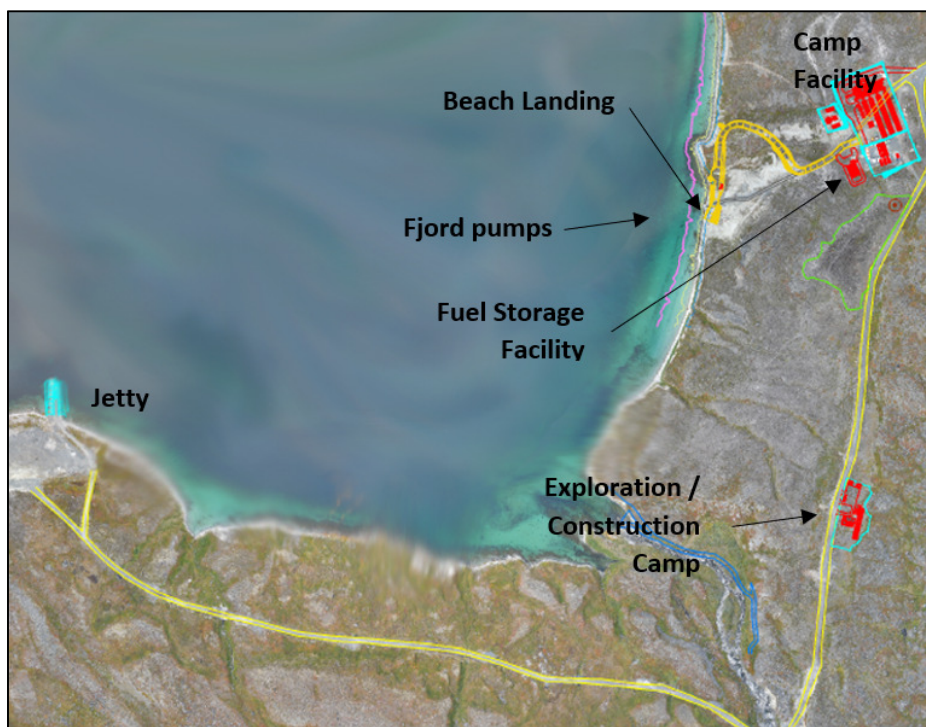 Camp
Facility
Beach Landing
Fjord pumps
Fuel Storage
Facility
Jetty
Exploration /
Construction
Camp